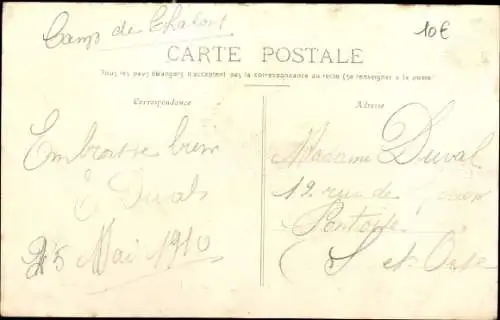 Camp de Châlons
10€
CARTE POSTALE
Tous les pays étrangers n'acceptent pas la correspondance au recto (Se renseigner à la poste)
Correspondance
Adresse
Embrasse bien
E Duval
25 Mai 1910
Madame Duval
12 rue de
Pontoise
S et Oise